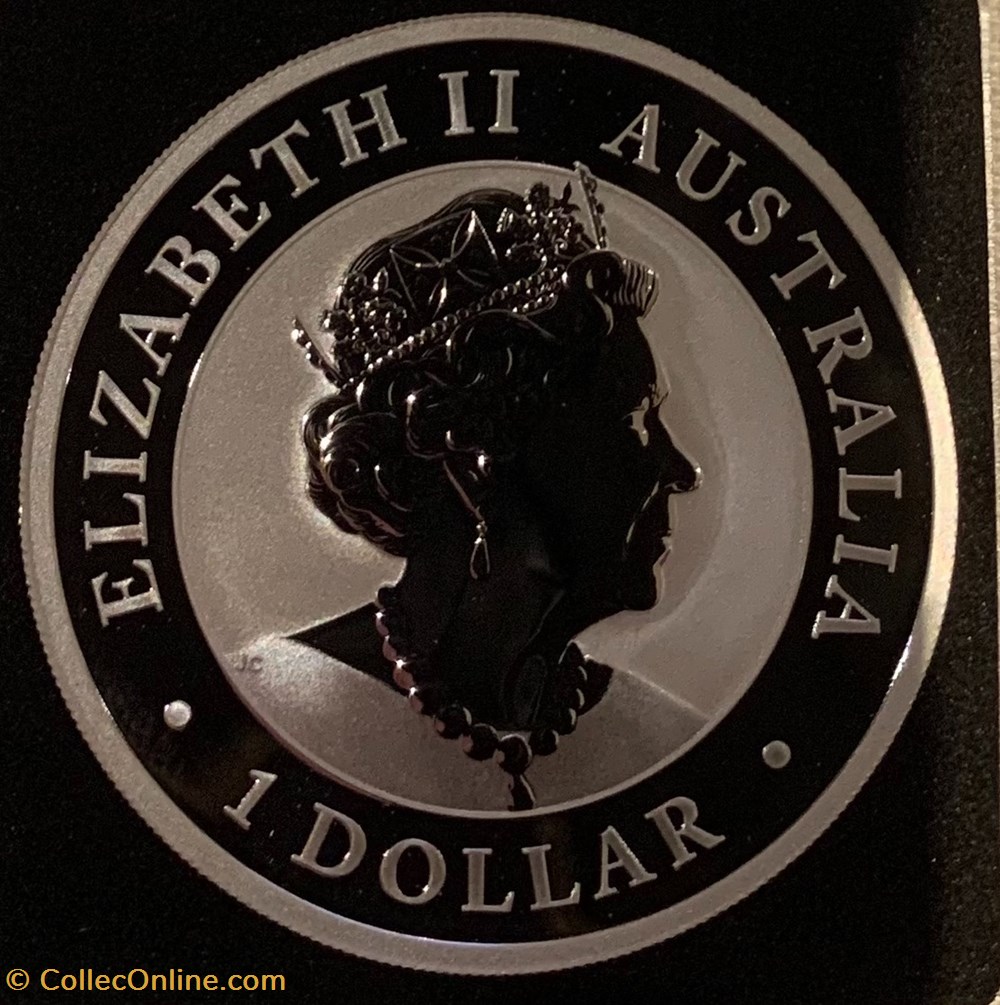 ELIZABETH II AUSTRALIA
JC
1 DOLLAR
© CollecOnline.com